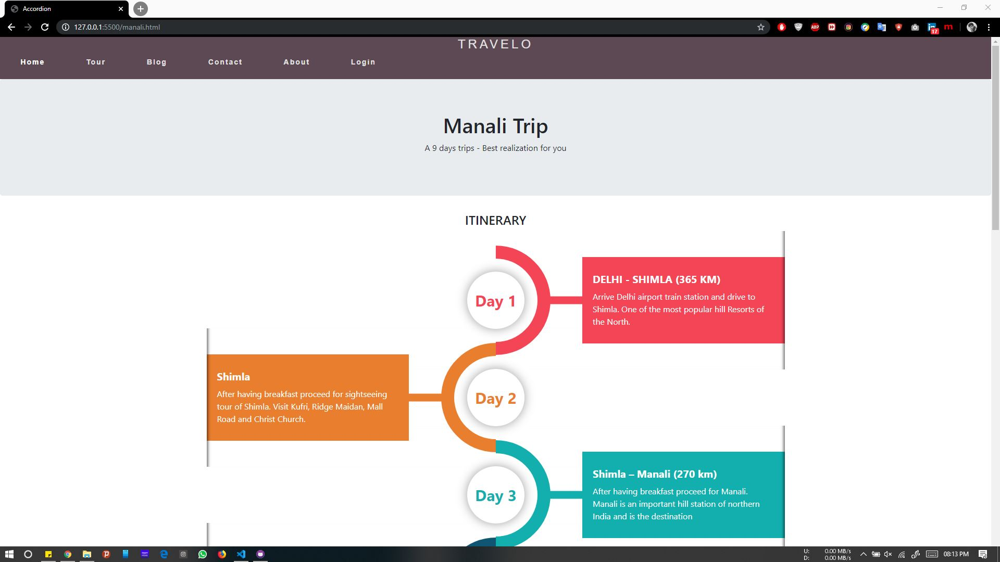 Accordion
127.0.0.1:5500/manali.html
ABP
17
m
TRAVELO
Home Tour Blog Contact About Login
Manali Trip
A 9 days trips - Best realization for you
ITINERARY
Day 1
DELHI - SHIMLA (365 KM)
Arrive Delhi airport train station and drive to
Shimla. One of the most popular hill Resorts of
the North.
Shimla
After having breakfast proceed for sightseeing
tour of Shimla. Visit Kufri, Ridge Maidan, Mall
Road and Christ Church.
Day 2
Day 3
Shimla – Manali (270 km)
After having breakfast proceed for Manali.
Manali is an important hill station of northern
India and is the destination
U: 0.00 MB/s
D: 0.00 MB/s
08:13 PM